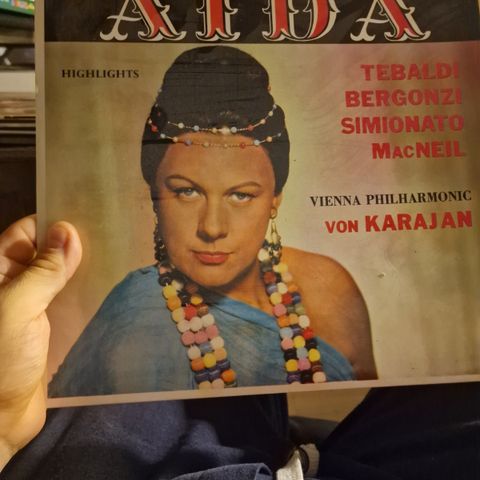 AIDA
HIGHLIGHTS
TEBALDI
BERGONZI
SIMIONATO
MACNEIL
VIENNA PHILHARMONIC
VON KARAJAN